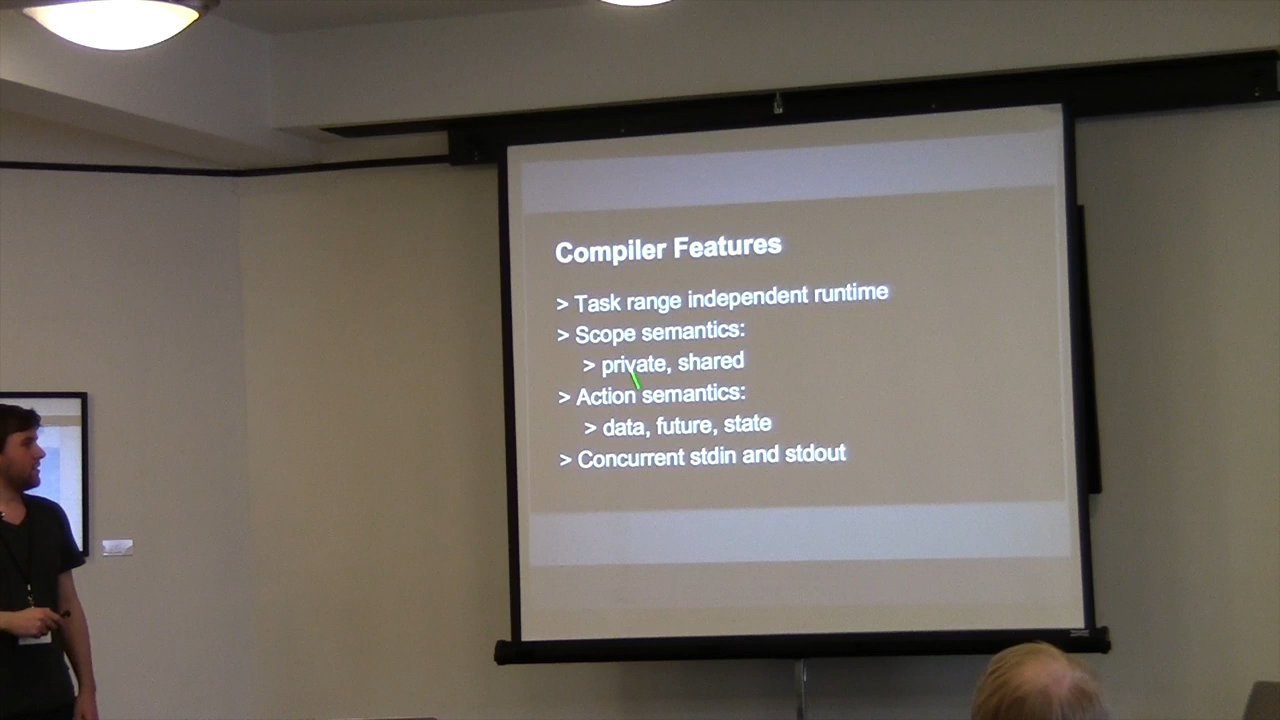 Compiler Features
> Task range independent runtime
> Scope semantics:
> private, shared
> Action semantics:
> data, future, state
> Concurrent stdin and stdout